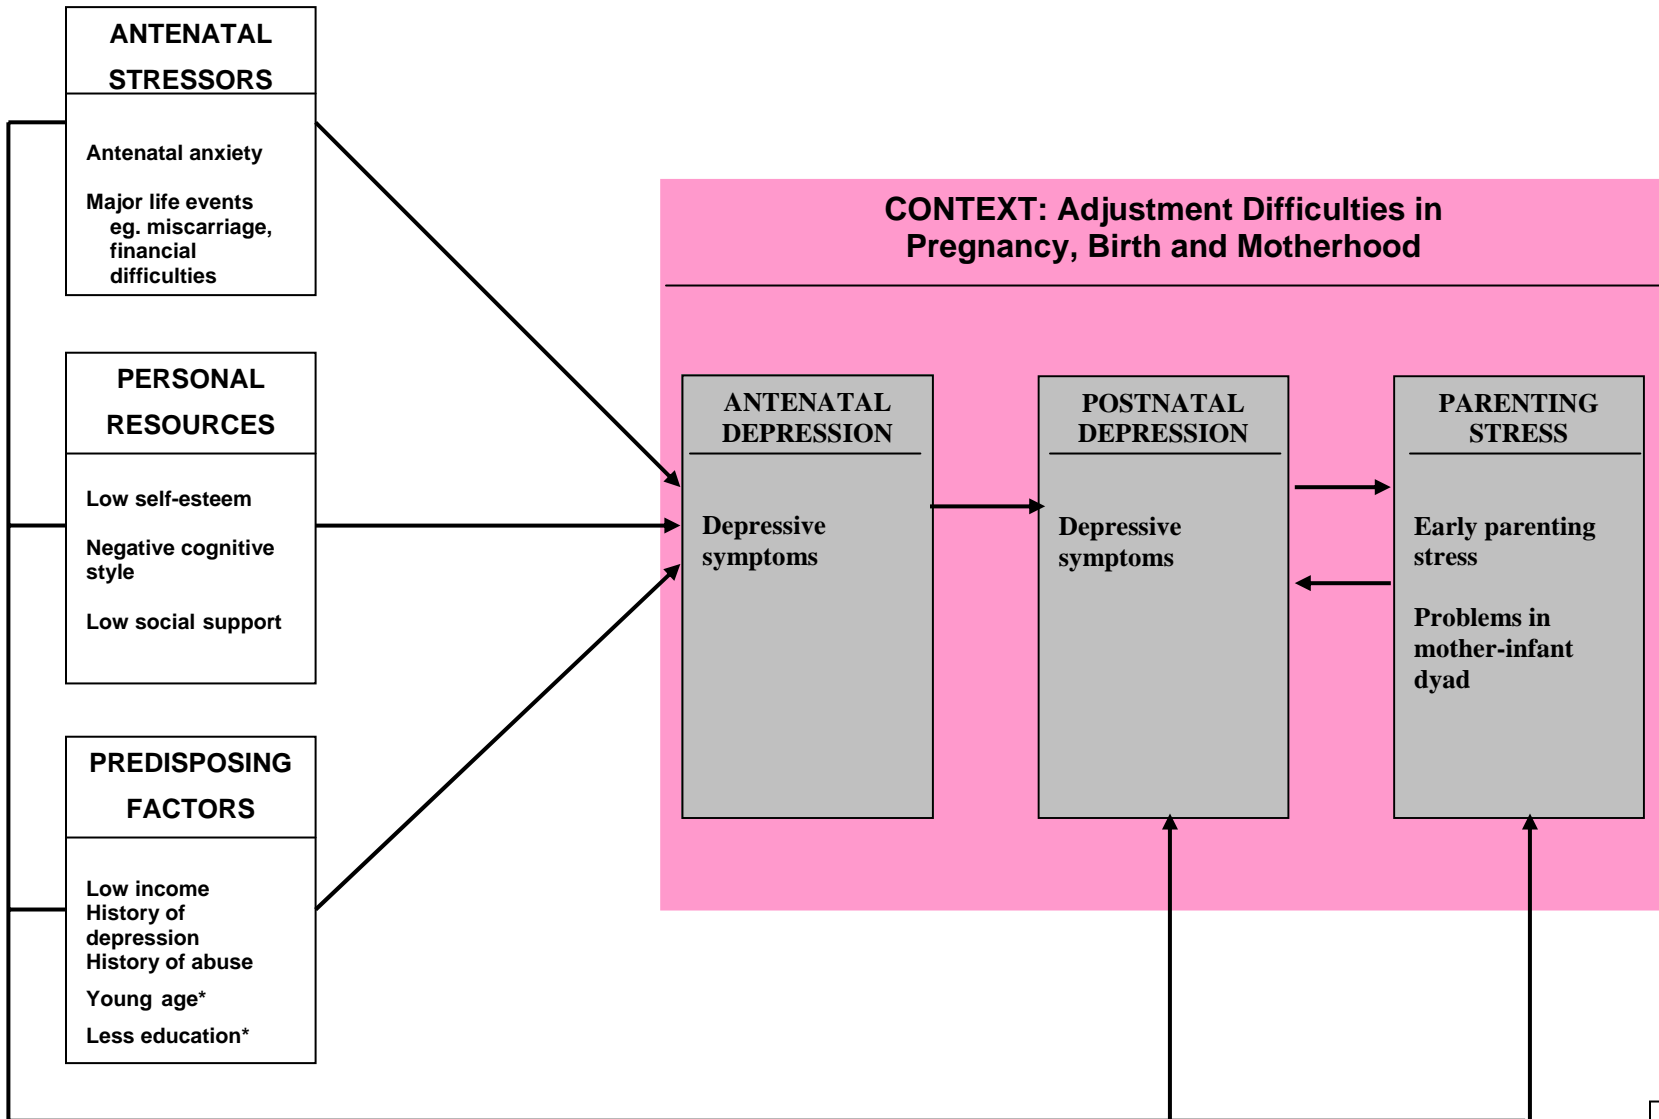 ANTENATAL
STRESSORS
Antenatal anxiety
Major life events
eg. miscarriage,
financial
difficulties
PERSONAL
RESOURCES
Low self-esteem
Negative cognitive
style
Low social support
PREDISPOSING
FACTORS
Low income
History of
depression
History of abuse
Young age*
Less education*
CONTEXT: Adjustment Difficulties in
Pregnancy, Birth and Motherhood
ANTENATAL
DEPRESSION
Depressive
symptoms
POSTNATAL
DEPRESSION
Depressive
symptoms
PARENTING
STRESS
Early parenting
stress
Problems in
mother-infant
dyad